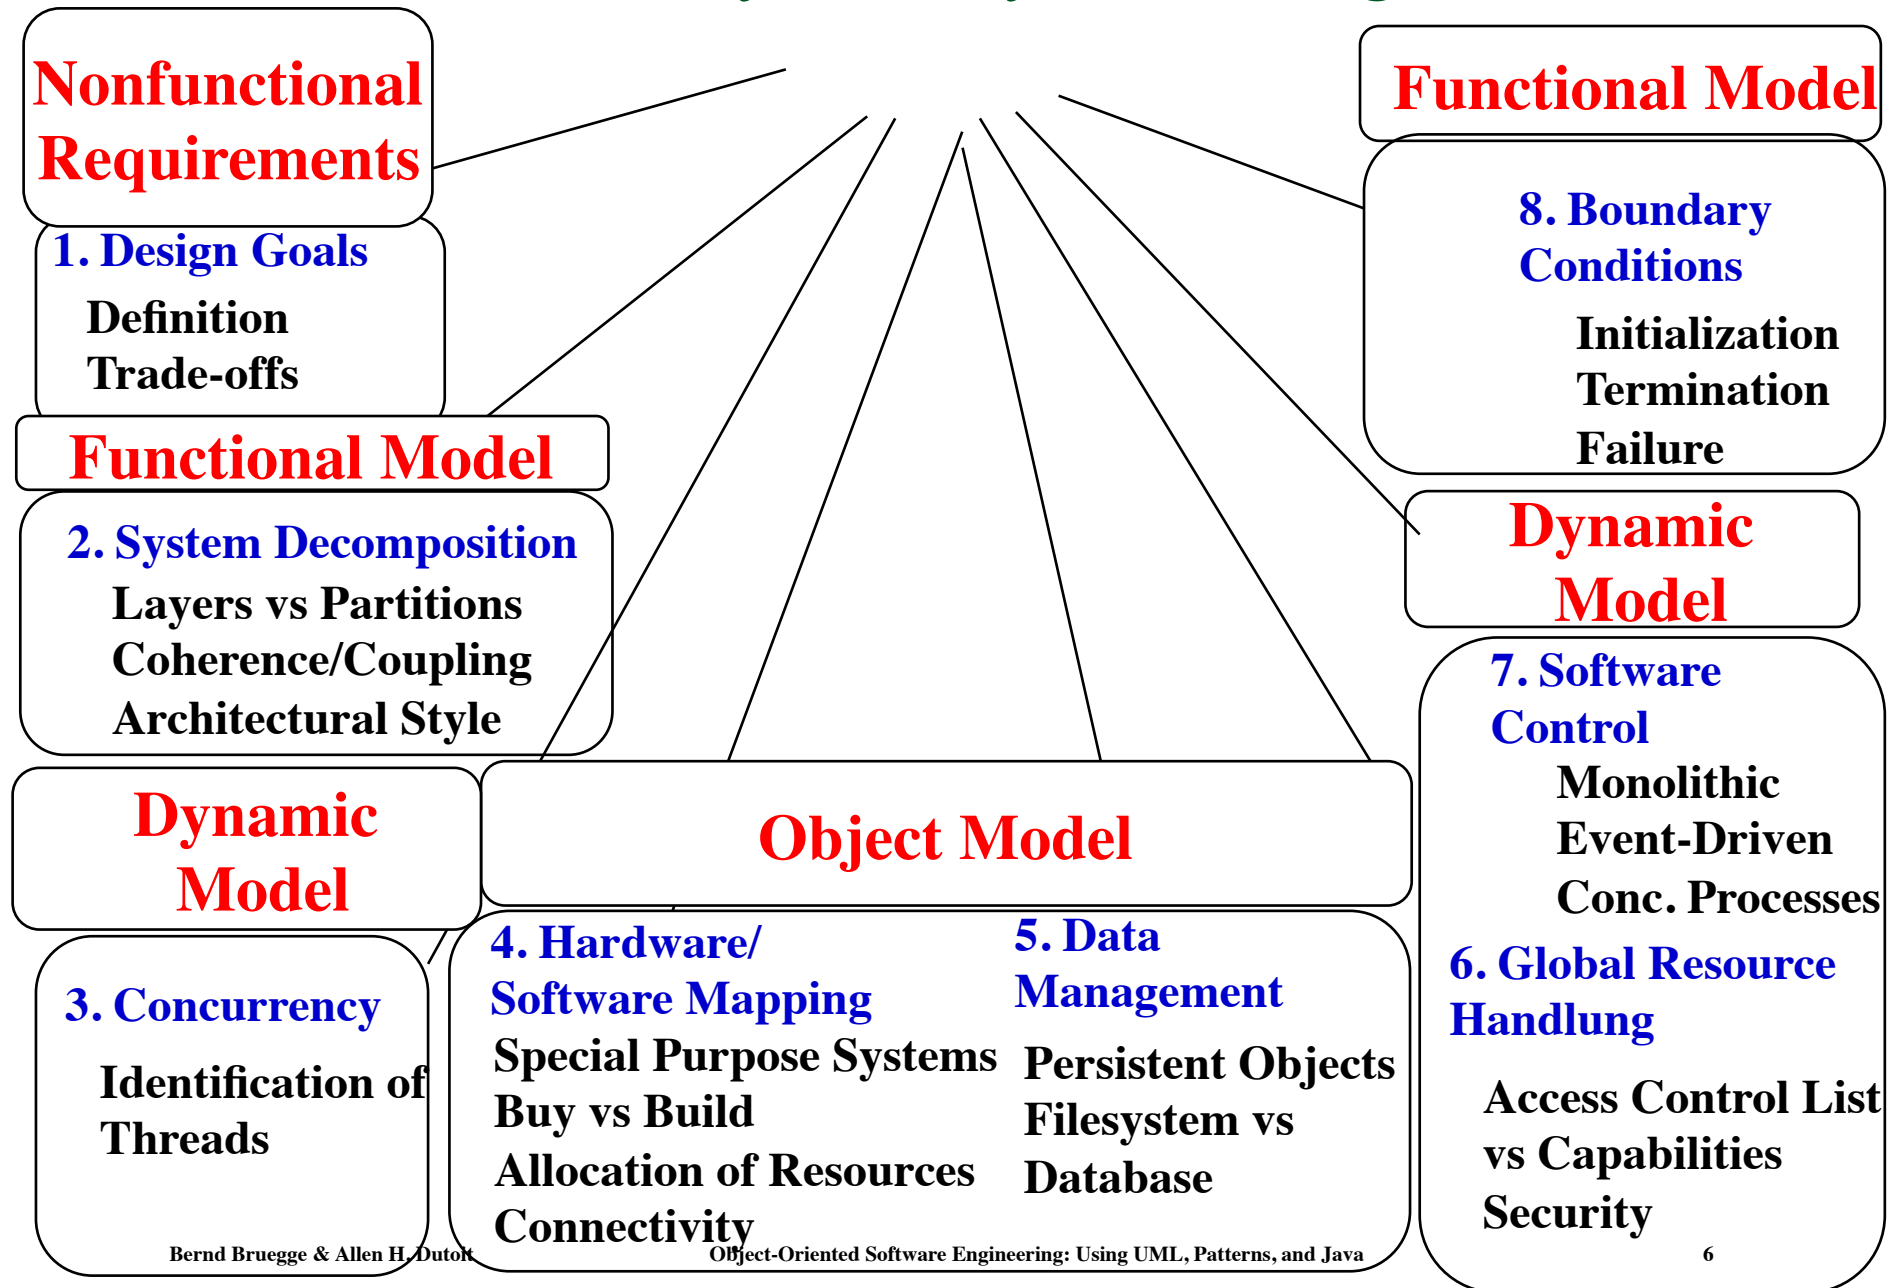 Nonfunctional
Requirements
1. Design Goals
Definition
Trade-offs
Functional Model
2. System Decomposition
Layers vs Partitions
Coherence/Coupling
Architectural Style
Dynamic
Model
3. Concurrency
Identification of
Threads
Object Model
4. Hardware/
Software Mapping
Special Purpose Systems
Buy vs Build
Allocation of Resources
Connectivity
5. Data
Management
Persistent Objects
Filesystem vs
Database
Functional Model
8. Boundary
Conditions
Initialization
Termination
Failure
Dynamic
Model
7. Software
Control
Monolithic
Event-Driven
Conc. Processes
6. Global Resource
Handlung
Access Control List
vs Capabilities
Security
Bernd Bruegge & Allen H. Dutoit
Object-Oriented Software Engineering: Using UML, Patterns, and Java
6